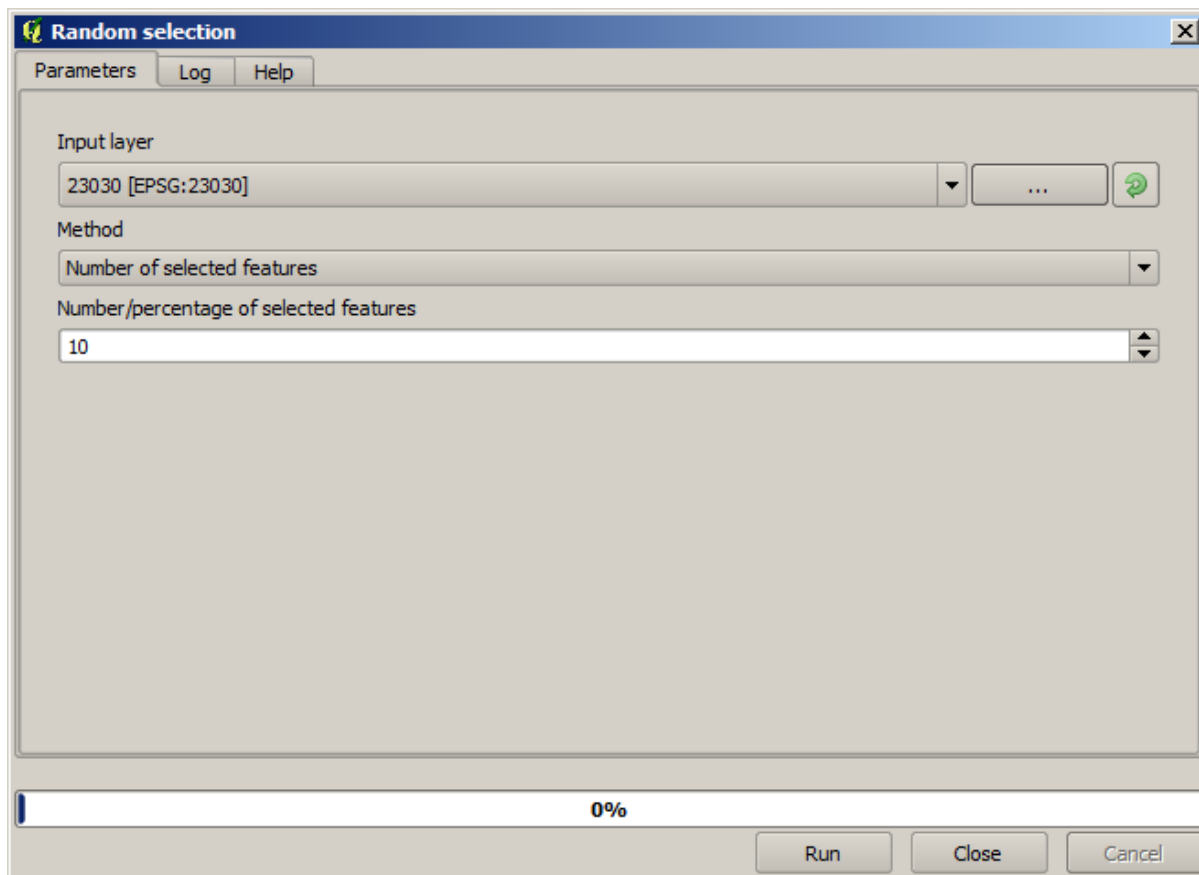 Random selection
Parameters Log Help
Input layer
23030 [EPSG:23030]
...
Method
Number of selected features
Number/percentage of selected features
10
0%
Run Close Cancel